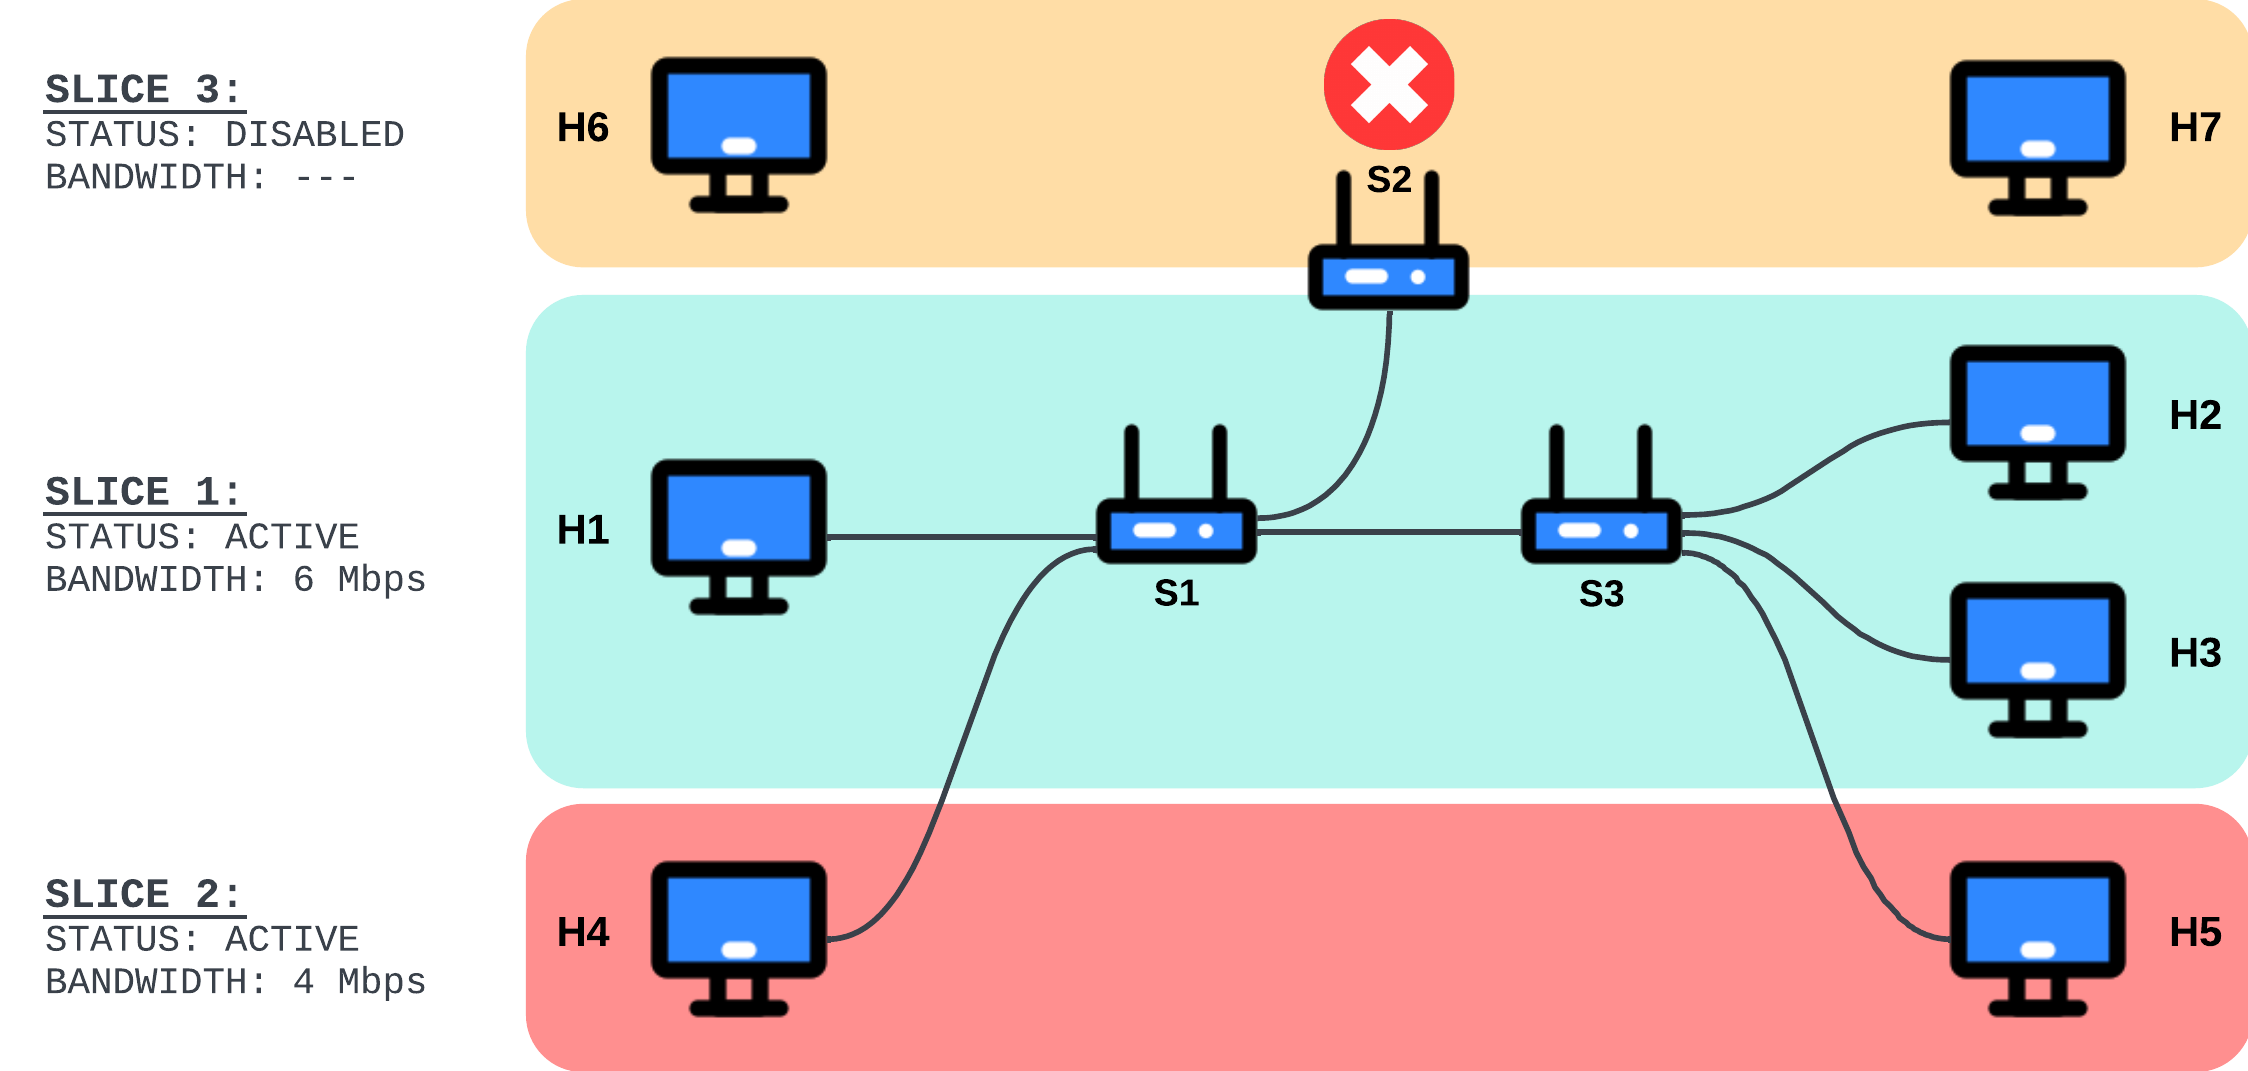 SLICE 3:
STATUS: DISABLED
BANDWIDTH: ---
H6
S2
H7
SLICE 1:
STATUS: ACTIVE
BANDWIDTH: 6 Mbps
H1
S1
S3
H2
H3
SLICE 2:
STATUS: ACTIVE
BANDWIDTH: 4 Mbps
H4
H5